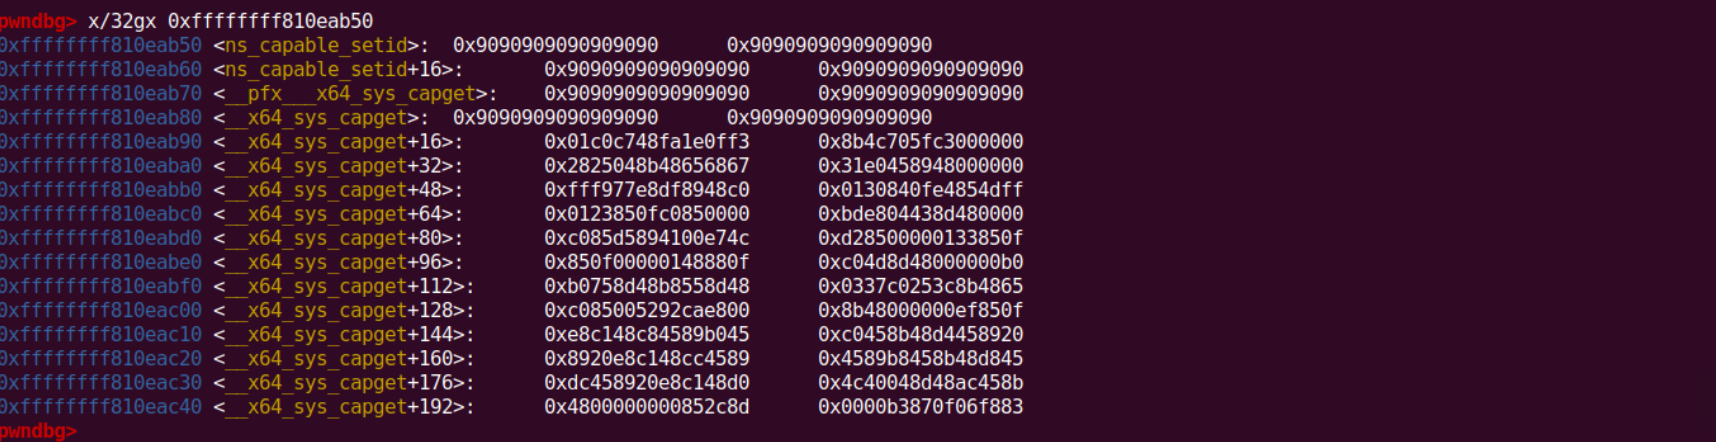 pwndbg> x/32gx 0xffffffff810eab50
0xffffffff810eab50 <ns_capable_setid>: 0x9090909090909090 0x9090909090909090
0xffffffff810eab60 <ns_capable_setid+16>: 0x9090909090909090 0x9090909090909090
0xffffffff810eab70 <__pfx___x64_sys_capget>: 0x9090909090909090 0x9090909090909090
0xffffffff810eab80 <__x64_sys_capget>: 0x9090909090909090 0x9090909090909090
0xffffffff810eab90 <__x64_sys_capget+16>: 0x01c0c748fa1e0ff3 0x8b4c705fc3000000
0xffffffff810eaba0 <__x64_sys_capget+32>: 0x2825048b48656867 0x31e0458948000000
0xffffffff810eabb0 <__x64_sys_capget+48>: 0xfff977e8df8948c0 0x0130840fe4854dff
0xffffffff810eabc0 <__x64_sys_capget+64>: 0x0123850fc0850000 0xbde804438d480000
0xffffffff810eabd0 <__x64_sys_capget+80>: 0xc085d5894100e74c 0xd28500000133850f
0xffffffff810eabe0 <__x64_sys_capget+96>: 0x850f00000148880f 0xc04d8d48000000b0
0xffffffff810eabf0 <__x64_sys_capget+112>: 0xb0758d48b8558d48 0x0337c0253c8b4865
0xffffffff810eac00 <__x64_sys_capget+128>: 0xc085005292cae800 0x8b48000000ef850f
0xffffffff810eac10 <__x64_sys_capget+144>: 0xe8c148c84589b045 0xc0458b48d4458920
0xffffffff810eac20 <__x64_sys_capget+160>: 0x8920e8c148cc4589 0x4589b8458b48d845
0xffffffff810eac30 <__x64_sys_capget+176>: 0xdc458920e8c148d0 0x4c40048d48ac458b
0xffffffff810eac40 <__x64_sys_capget+192>: 0x4800000000852c8d 0x0000b3870f06f883
pwndbg>